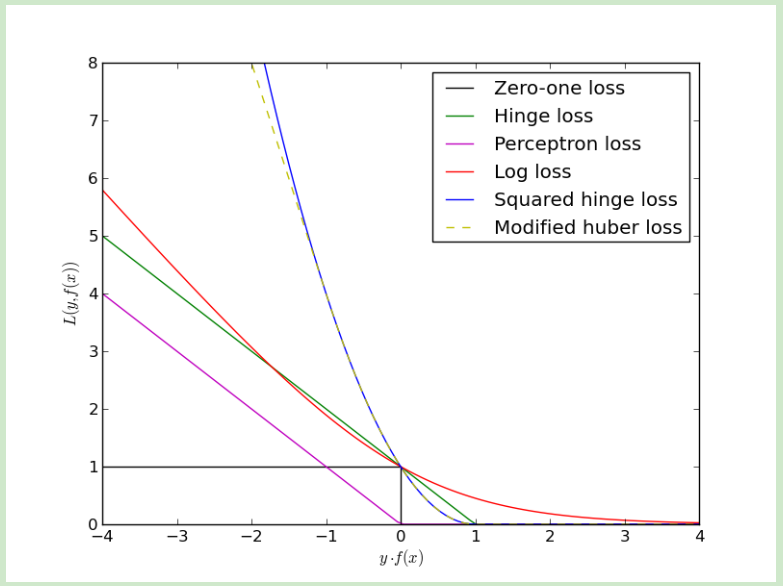 8
7
6
5
4
3
2
1
0
L(y, f(x))
Zero-one loss
Hinge loss
Perceptron loss
Log loss
Squared hinge loss
Modified huber loss
−4 −3 −2 −1 0 1 2 3 4
y · f(x)